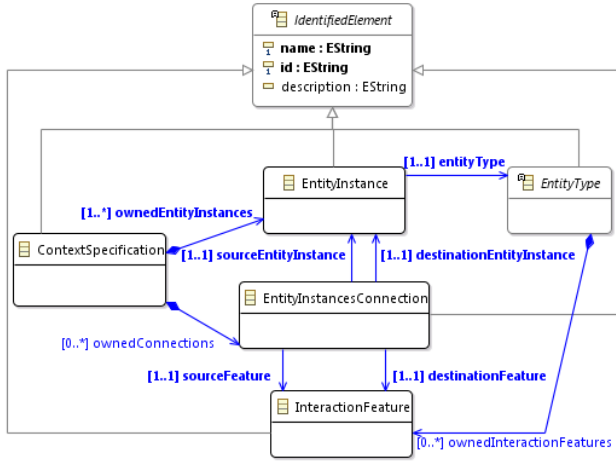 IdentifiedElement
name : EString
id : EString
description : EString
[1..1] entityType
EntityInstance
EntityType
[1..*] ownedEntityInstances
ContextSpecification
[1..1] sourceEntityInstance
[1..1] destinationEntityInstance
EntityInstancesConnection
[0..*] ownedConnections
[1..1] sourceFeature
[1..1] destinationFeature
InteractionFeature
[0..*] ownedInteractionFeatures